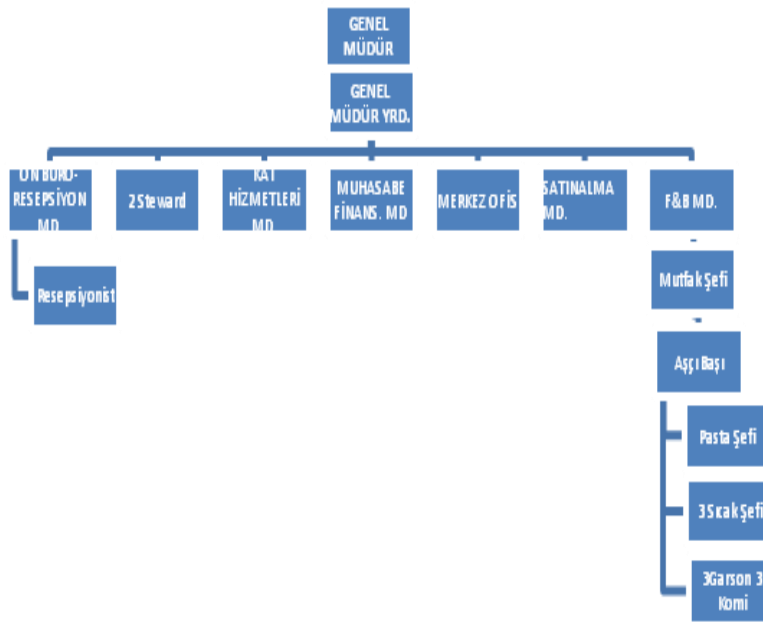 GENEL
MÜDÜR
GENEL
MÜDÜR YRD.
ÖN BÜRO-
RESEPSİYON
MD
2 Steward
KAT
HİZMETLERİ
MD
MUHASABE
FİNANS. MD
MERKEZ OFİS
SATINALMA
MD.
F&B MD.
Resepsiyonist
Mutfak Şefi
Aşçı Başı
Pasta Şefi
3 Sıcak Şefi
3Garson 3
Komi